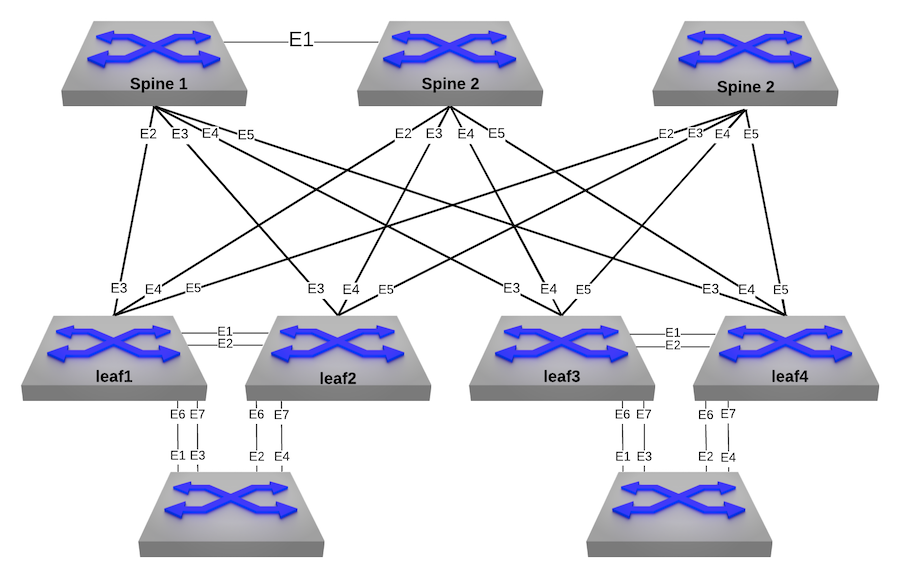 E1
Spine 1
Spine 2
Spine 2
E2 E3 E4 E5 E2 E3 E4 E5 E2 E3 E4 E5
E3 E4 E5 E3 E4 E5 E3 E4 E5 E3 E4 E5
E1 E1
E2 E2
leaf1 leaf2 leaf3 leaf4
E6 E7 E6 E7 E6 E7 E6 E7
E1 E3 E2 E4 E1 E3 E2 E4